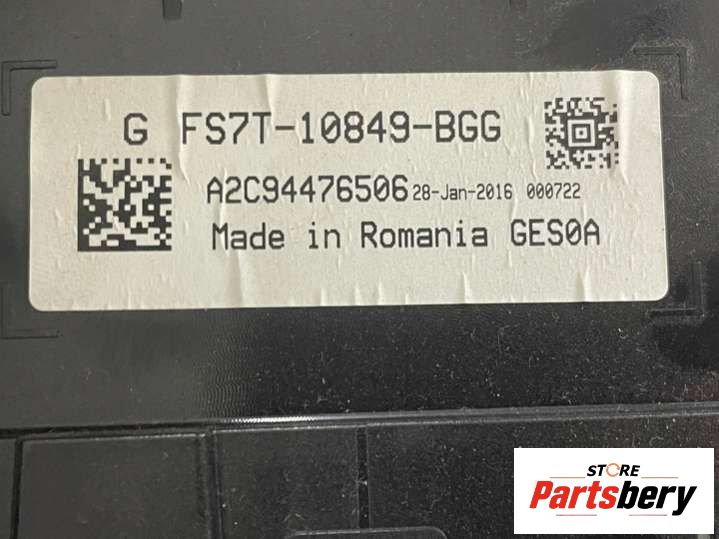 G FS7T-10849-BGG
A2C94476506 28-Jan-2016 000722
Made in Romania GES0A
STORE
Partsbery